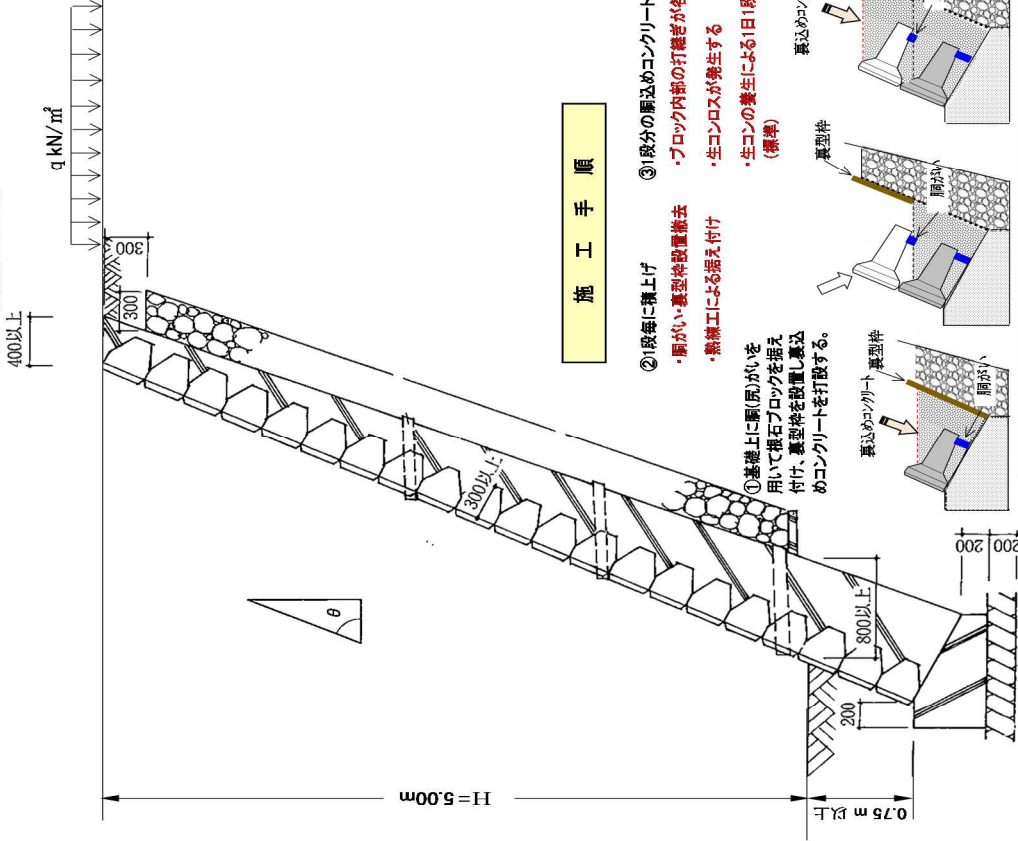 q kN/㎡
400以上
300
300
300以上
θ
H=5.00m
800以上
200
0.75 m 以上
200
施工手順
①基礎上に胴(尻)がいを
用いて根石ブロックを据え
付け、裏型枠を設置し裏込
めコンクリートを打設する。
②1段毎に積上げ
・胴がい・裏型枠設置撤去
・熟練工による据え付け
③1段分の胴込めコンクリート
・ブロック内部の打継ぎが各
・生コンロスが発生する
・生コンの養生による1日1段
(標準)
裏込めコンクリート
裏型枠
胴がい
裏型枠
胴がい
裏込めコン